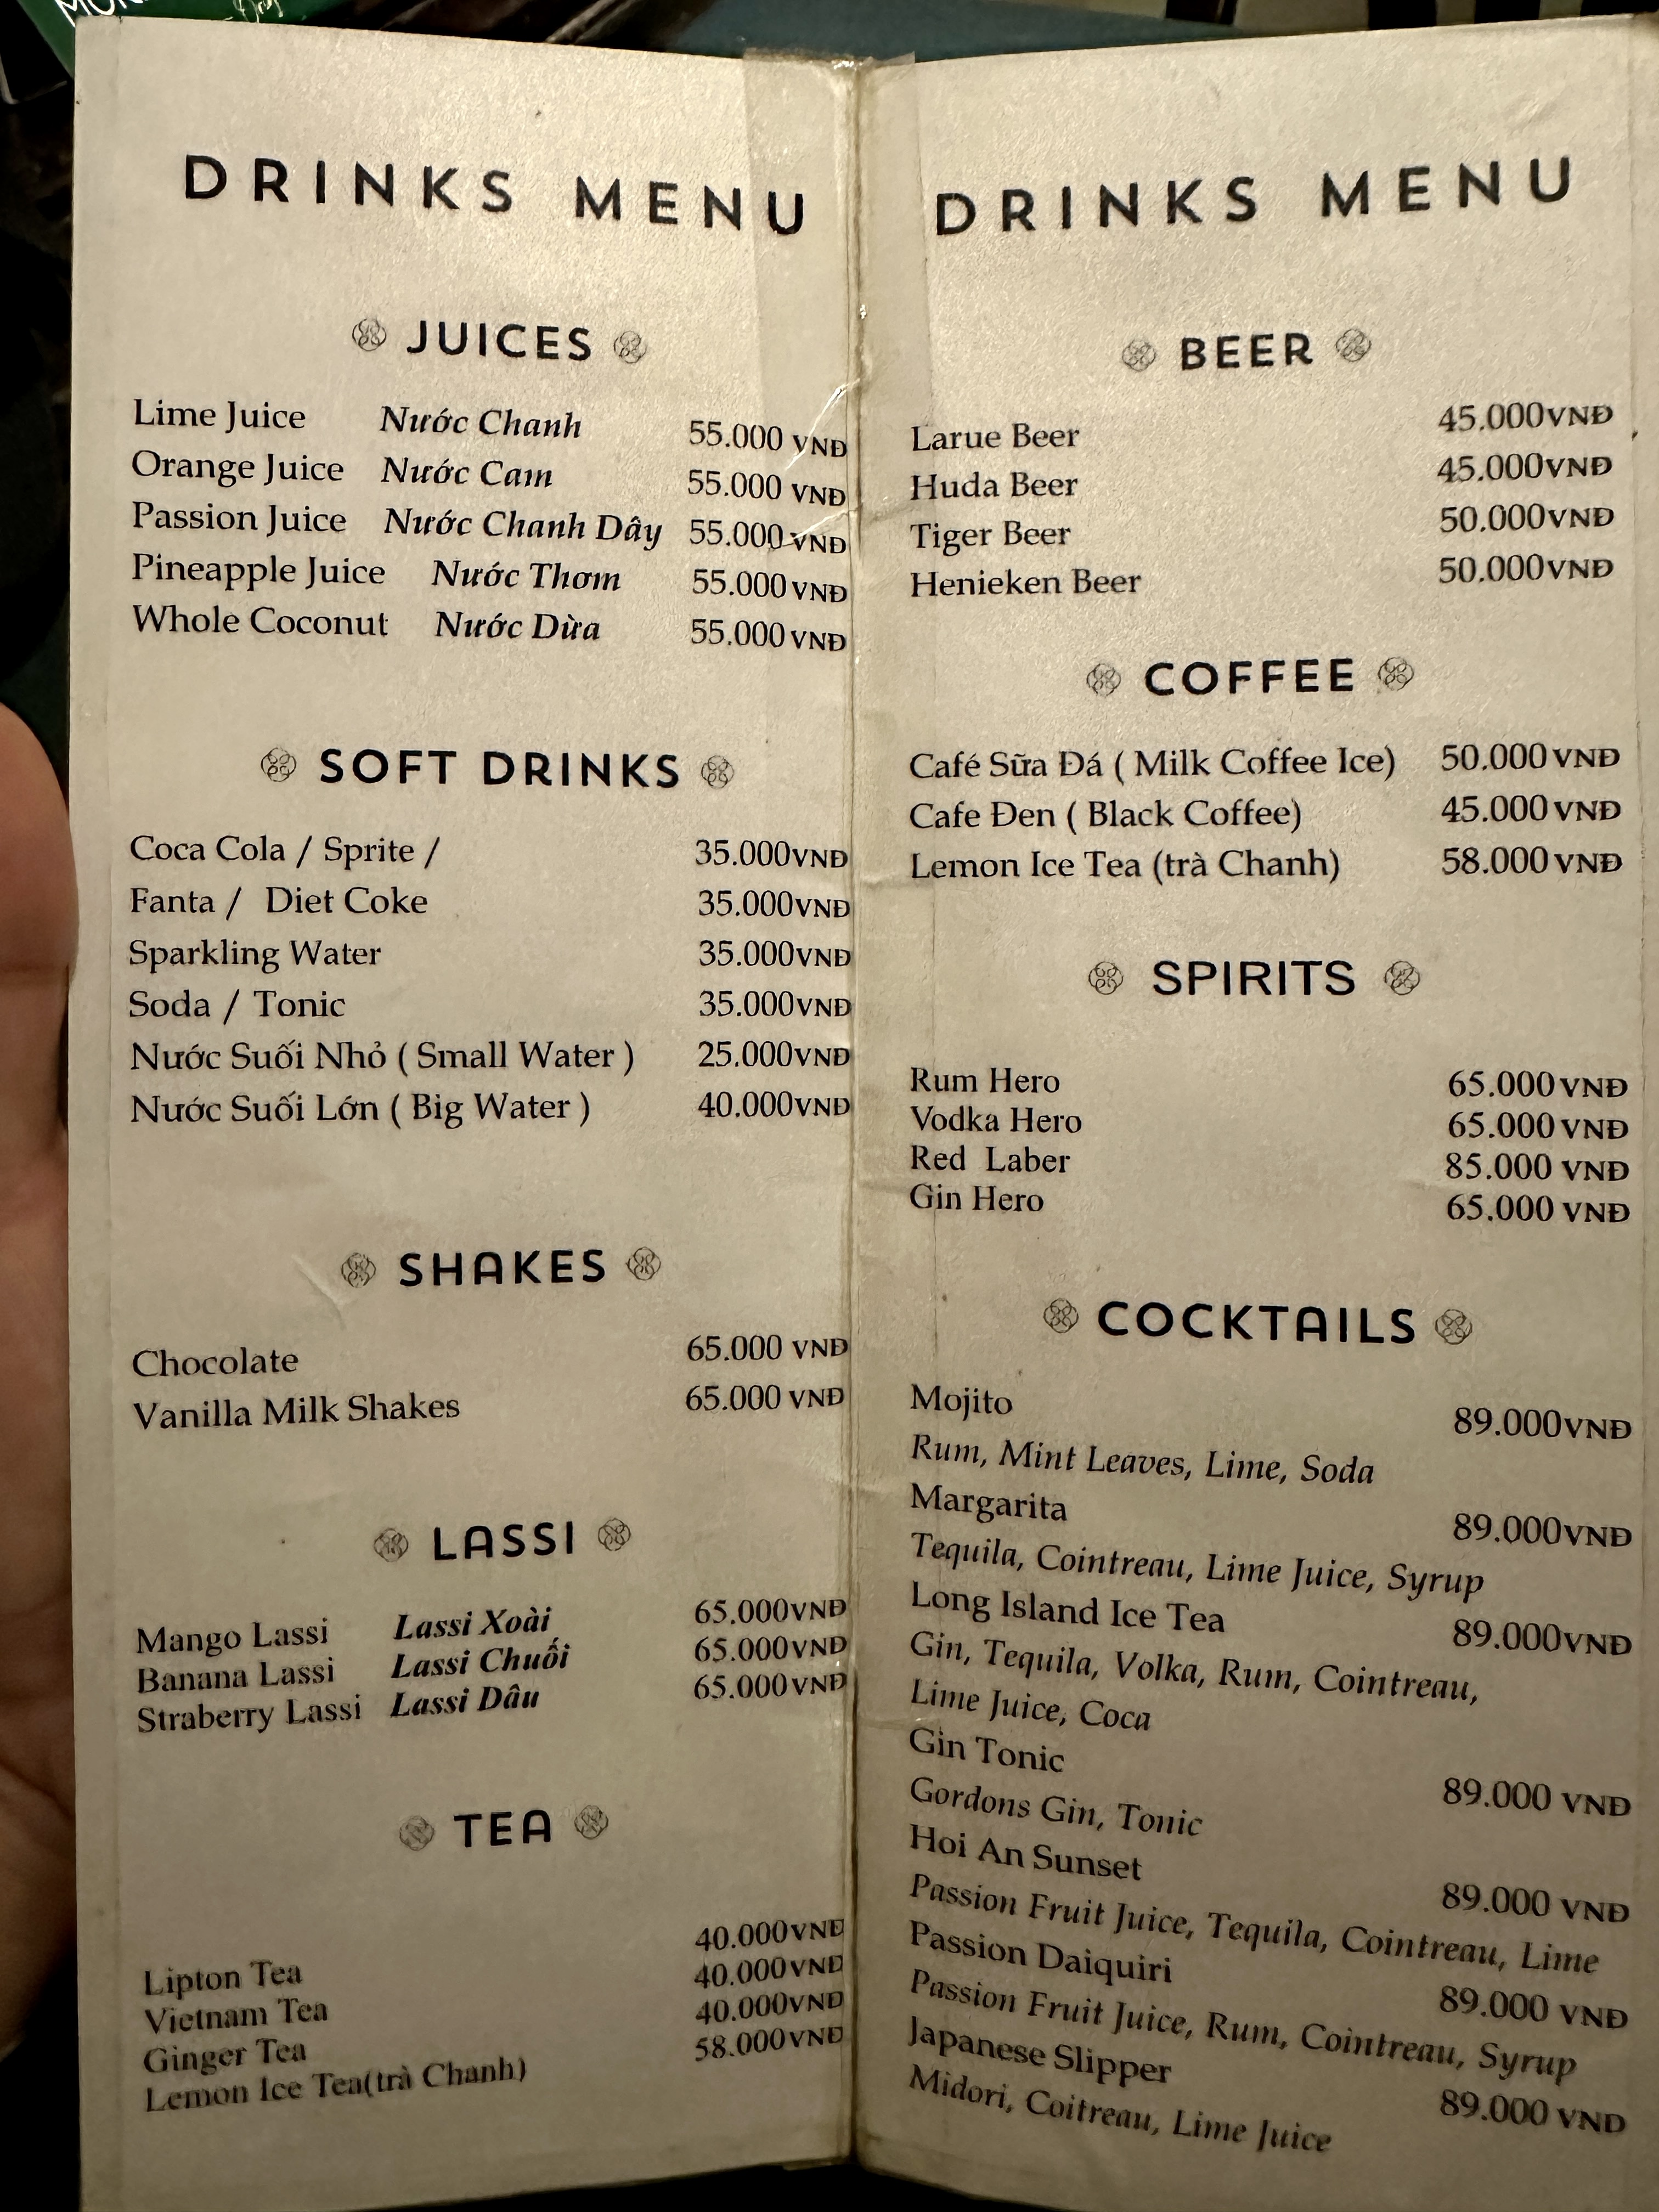 DRINKS MENU
JUICES
Lime Juice Nước Chanh 55.000 VNĐ
Orange Juice Nước Cam 55.000 VNĐ
Passion Juice Nước Chanh Dây 55.000 VNĐ
Pineapple Juice Nước Thơm 55.000 VNĐ
Whole Coconut Nước Dừa 55.000 VNĐ
SOFT DRINKS
Coca Cola / Sprite / 35.000VNĐ
Fanta / Diet Coke 35.000VNĐ
Sparkling Water 35.000VNĐ
Soda / Tonic 35.000VNĐ
Nước Suối Nhỏ ( Small Water ) 25.000VNĐ
Nước Suối Lớn ( Big Water ) 40.000VNĐ
SHAKES
Chocolate 65.000 VNĐ
Vanilla Milk Shakes 65.000 VNĐ
LASSI
Mango Lassi Lassi Xoài 65.000VNĐ
Banana Lassi Lassi Chuối 65.000VNĐ
Straberry Lassi Lassi Dâu 65.000VNĐ
TEA
Lipton Tea 40.000VNĐ
Vietnam Tea 40.000VNĐ
Ginger Tea 40.000VNĐ
Lemon Ice Tea(trà Chanh) 58.000VNĐ
DRINKS MENU
BEER
Larue Beer 45.000VNĐ
Huda Beer 45.000VNĐ
Tiger Beer 50.000VNĐ
Henieken Beer 50.000VNĐ
COFFEE
Café Sữa Đá ( Milk Coffee Ice) 50.000 VNĐ
Cafe Đen ( Black Coffee) 45.000 VNĐ
Lemon Ice Tea (trà Chanh) 58.000 VNĐ
SPIRITS
Rum Hero 65.000 VNĐ
Vodka Hero 65.000 VNĐ
Red Laber 85.000 VNĐ
Gin Hero 65.000 VNĐ
COCKTAILS
Mojito 89.000VNĐ
Rum, Mint Leaves, Lime, Soda
Margarita 89.000VNĐ
Tequila, Cointreau, Lime Juice, Syrup
Long Island Ice Tea 89.000VNĐ
Gin, Tequila, Volka, Rum, Cointreau,
Lime Juice, Coca
Gin Tonic 89.000 VNĐ
Gordons Gin, Tonic
Hoi An Sunset 89.000 VNĐ
Passion Fruit Juice, Tequila, Cointreau, Lime
Passion Daiquiri 89.000 VNĐ
Passion Fruit Juice, Rum, Cointreau, Syrup
Japanese Slipper 89.000 VNĐ
Midori, Coitreau, Lime Juice